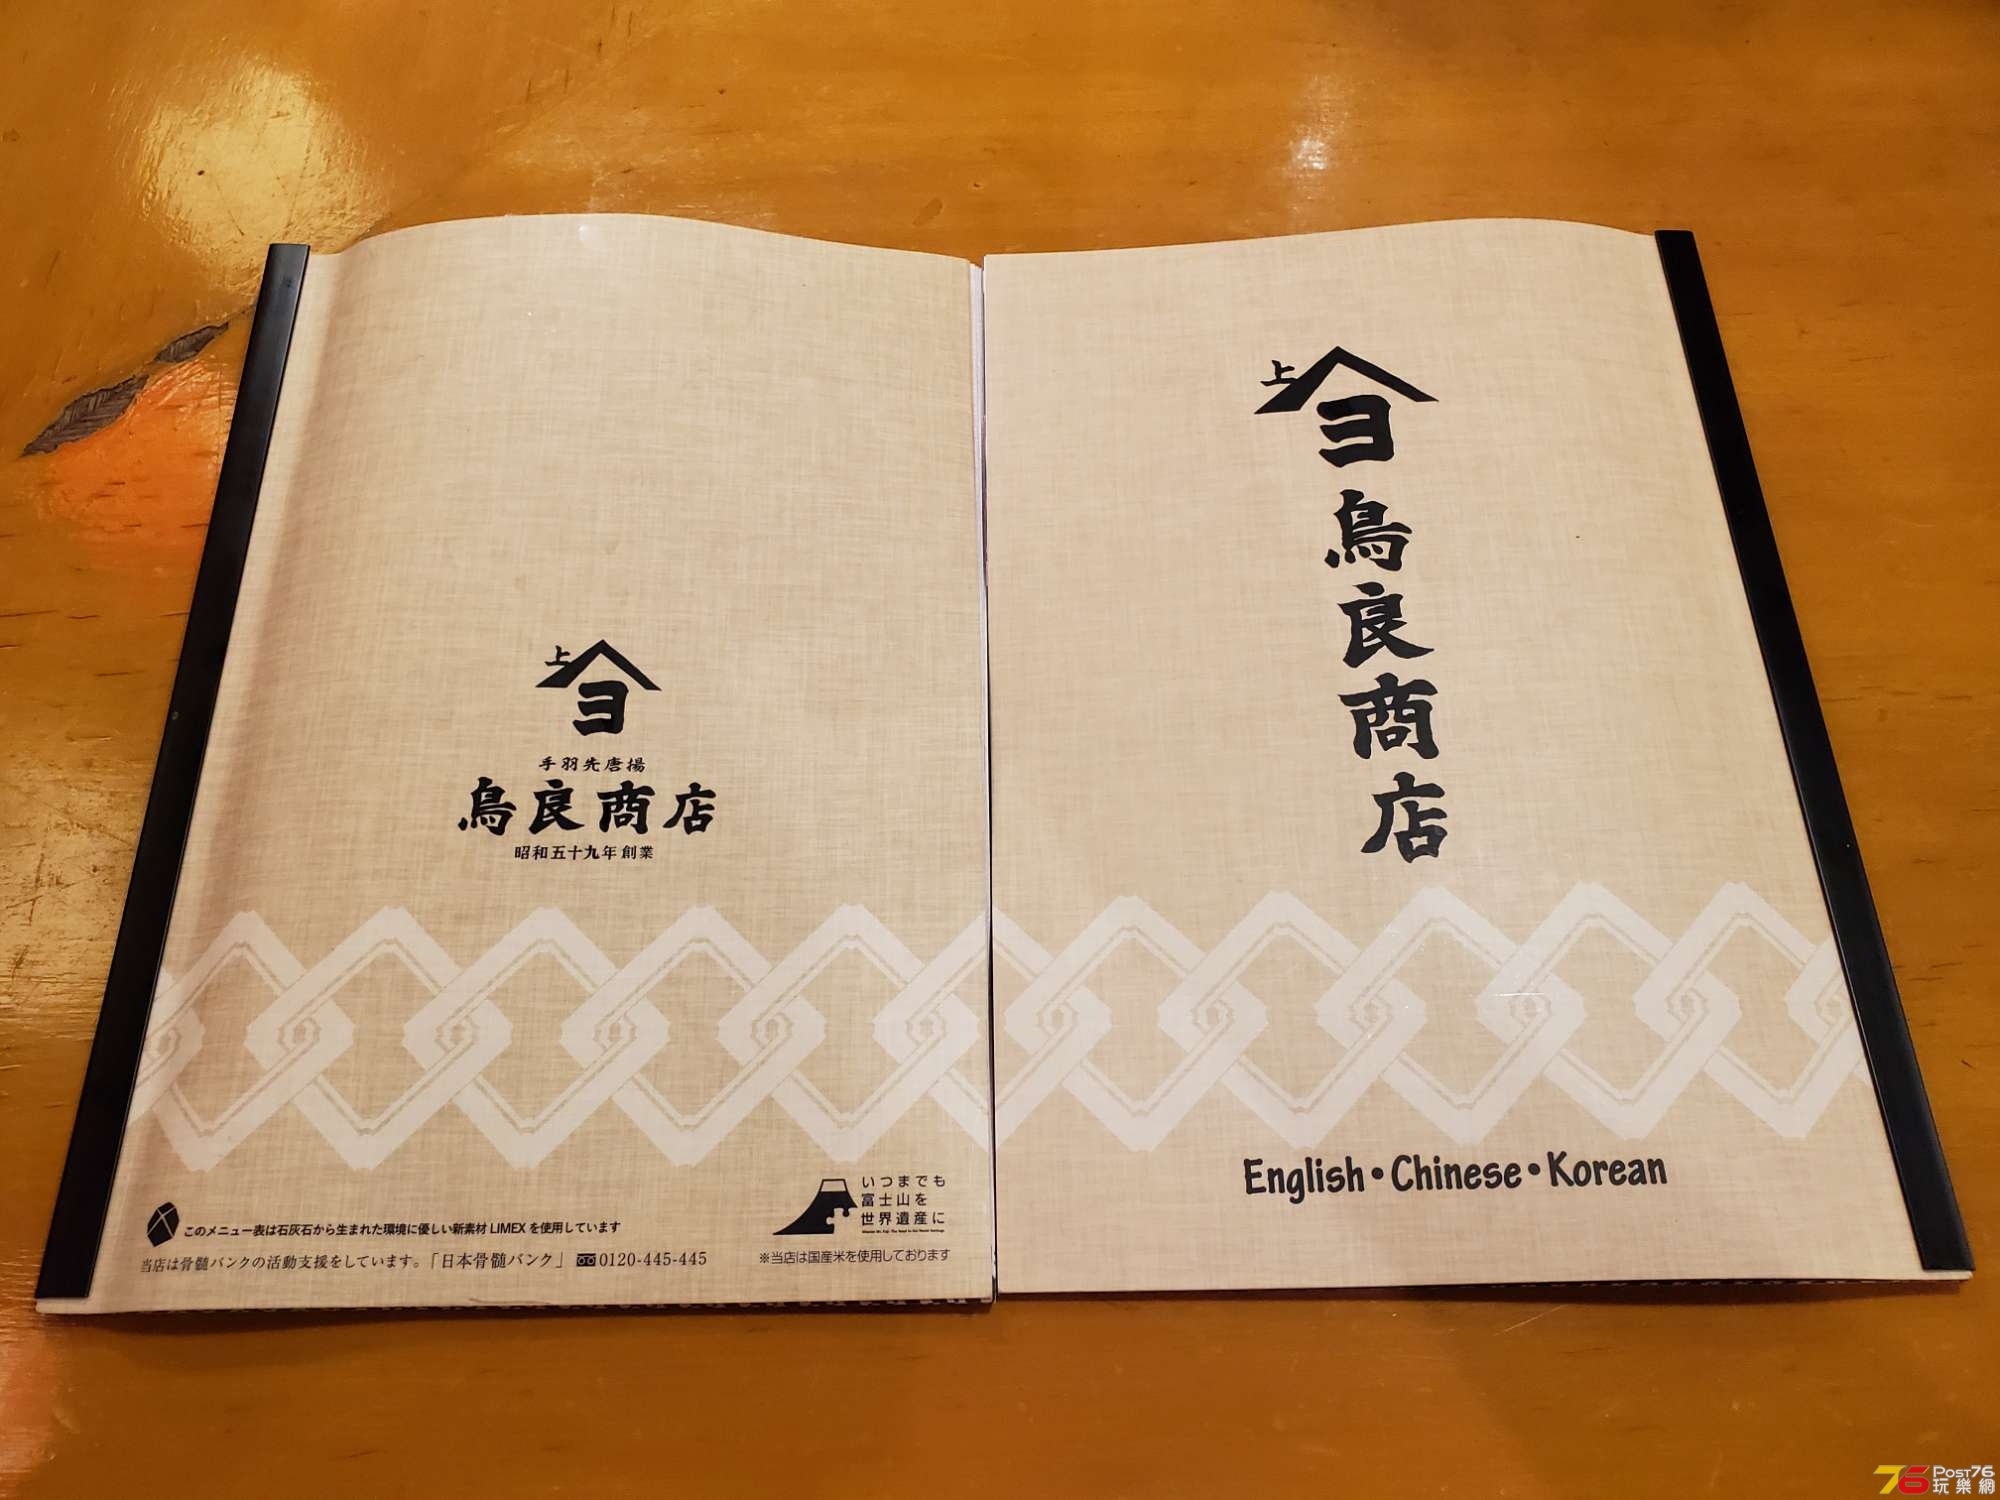 上
ヨ
手羽先唐揚
鳥良商店
昭和五十九年創業
このメニュー表は石灰石から生まれた環境に優しい新素材 LIMEX を使用しています
当店は骨髄バンクの活動支援をしています。「日本骨髄バンク」 0120-445-445
いつまでも
富士山を
世界遺産に
※当店は国産米を使用しております
上
ヨ
鳥良商店
English・Chinese・Korean
76 POST76
玩樂網